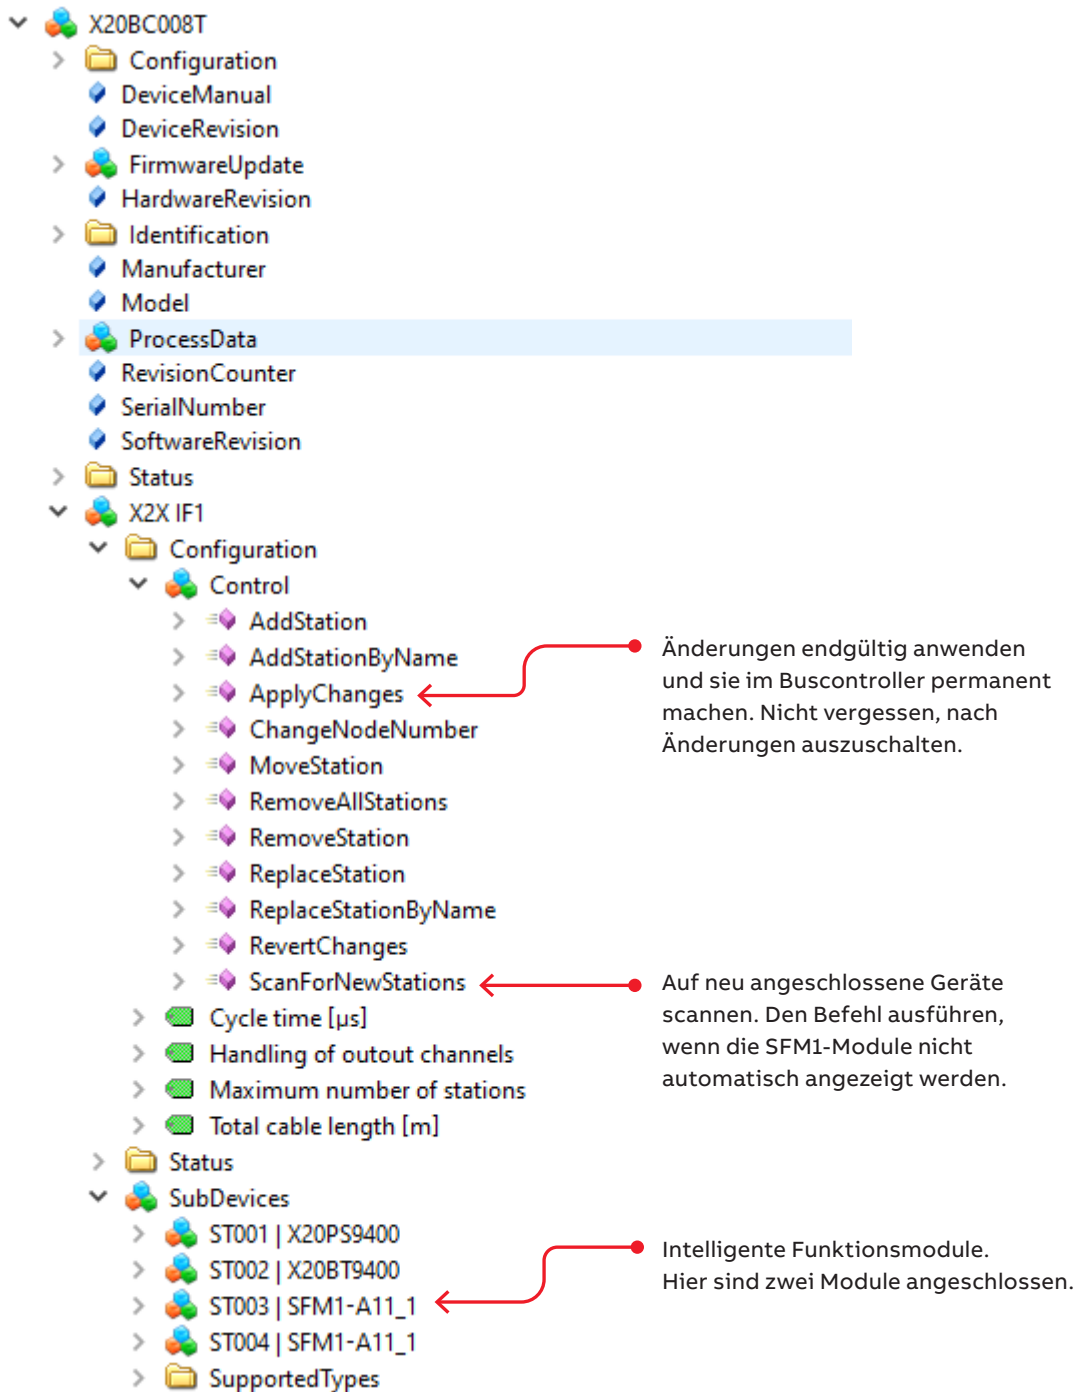 X20BC008T
Configuration
DeviceManual
DeviceRevision
FirmwareUpdate
HardwareRevision
Identification
Manufacturer
Model
ProcessData
RevisionCounter
SerialNumber
SoftwareRevision
Status
X2X IF1
Configuration
Control
AddStation
AddStationByName
ApplyChanges
ChangeNodeNumber
MoveStation
RemoveAllStations
RemoveStation
ReplaceStation
ReplaceStationByName
RevertChanges
ScanForNewStations
Cycle time [µs]
Handling of outout channels
Maximum number of stations
Total cable length [m]
Status
SubDevices
ST001 | X20PS9400
ST002 | X20BT9400
ST003 | SFM1-A11_1
ST004 | SFM1-A11_1
SupportedTypes
Änderungen endgültig anwenden
und sie im Buscontroller permanent
machen. Nicht vergessen, nach
Änderungen auszuschalten.
Auf neu angeschlossene Geräte
scannen. Den Befehl ausführen,
wenn die SFM1-Module nicht
automatisch angezeigt werden.
Intelligente Funktionsmodule.
Hier sind zwei Module angeschlossen.